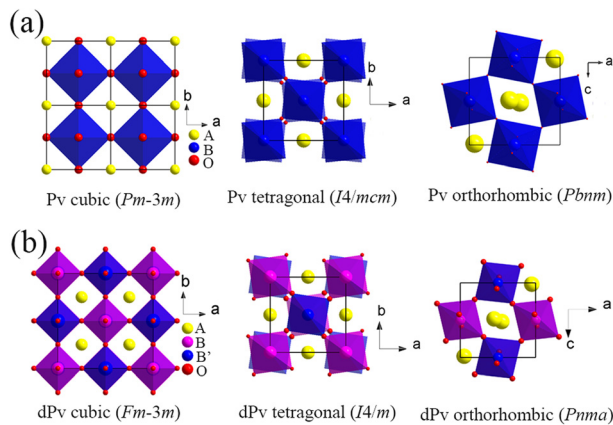 (a)
b
a
A
B
O
b
a
a
c
Pv cubic (Pm-3m)
Pv tetragonal (I4/mcm)
Pv orthorhombic (Pbnm)
(b)
b
a
A
B
B'
O
b
a
a
c
dPv cubic (Fm-3m)
dPv tetragonal (I4/m)
dPv orthorhombic (Pnma)